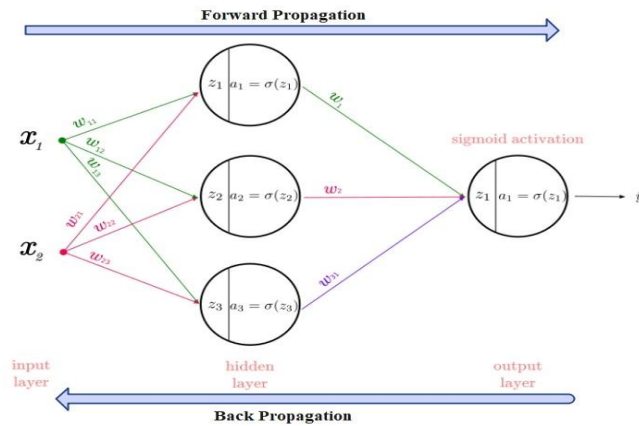 Forward Propagation
z₁ a₁ = σ(z₁)
w₁₁
w₁
x₁
w₁₂
sigmoid activation
w₁₃
z₂ a₂ = σ(z₂)
w₂
z₁ a₁ = σ(z₁)
w₂₁
w₂₂
x₂
w₂₃
w₃₁
z₃ a₃ = σ(z₃)
input
layer
hidden
layer
output
layer
Back Propagation